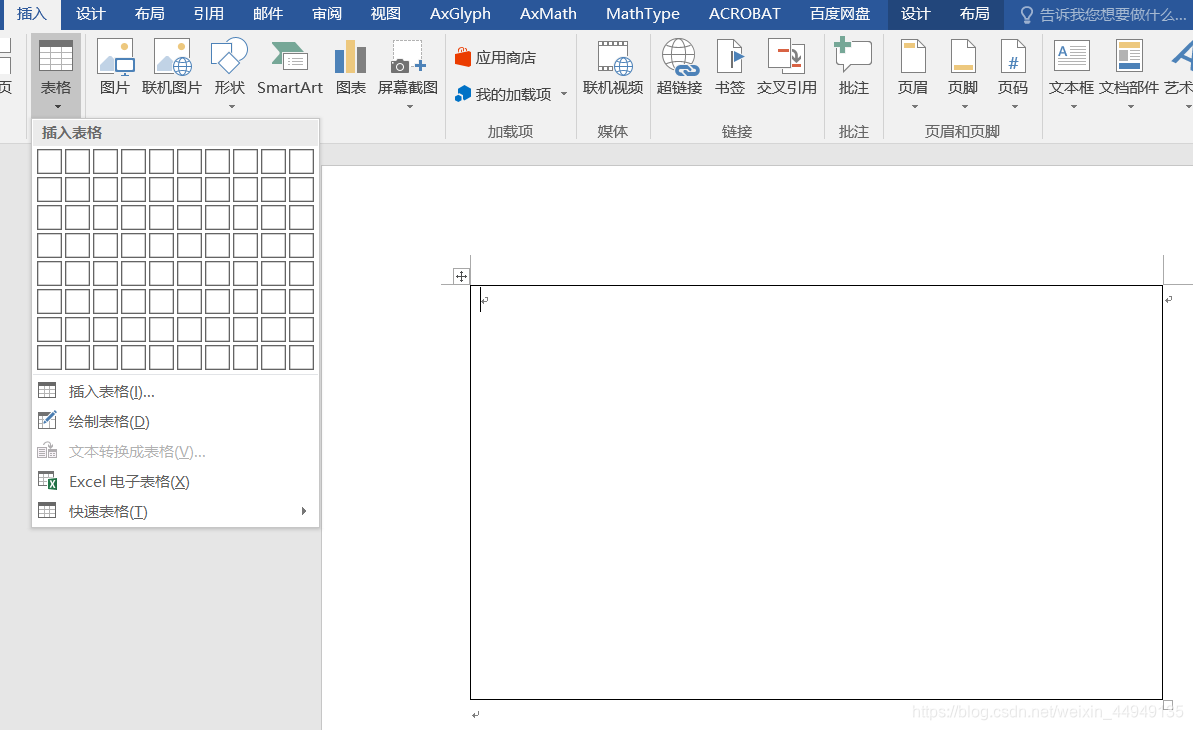 插入 设计 布局 引用 邮件 审阅 视图 AxGlyph AxMath MathType ACROBAT 百度网盘 设计 布局 告诉我您想要做什么...
页 表格 图片 联机图片 形状 SmartArt 图表 屏幕截图 应用商店 我的加载项 联机视频 超链接 书签 交叉引用 批注 页眉 页脚 页码 文本框 文档部件 艺术
加载项 媒体 链接 批注 页眉和页脚
插入表格
插入表格(I)...
绘制表格(D)
文本转换成表格(V)...
Excel 电子表格(X)
快速表格(T)
https://blog.csdn.net/weixin_44949135